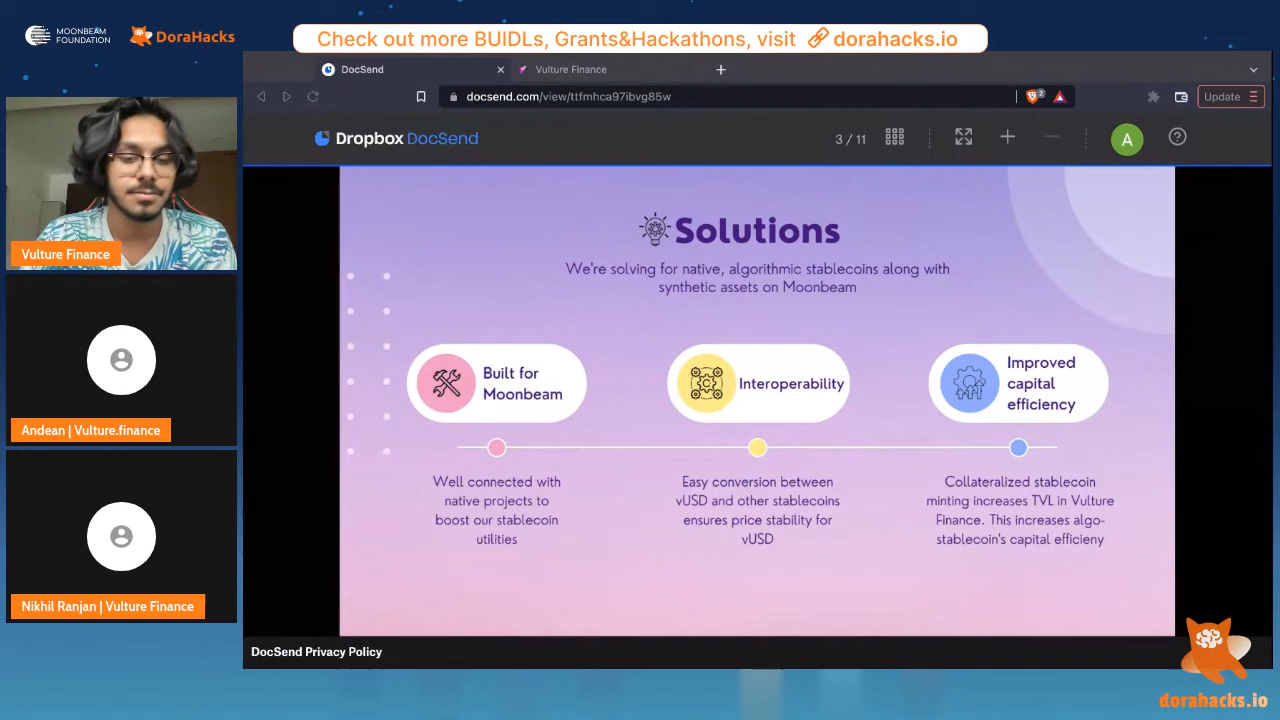 MOONBEAM
FOUNDATION
DoraHacks
Check out more BUIDLs, Grants&Hackathons, visit dorahacks.io
DocSend
Vulture Finance
docsend.com/view/ttfmhca97ibvg85w
2
Update
Dropbox DocSend
3 / 11
A
Solutions
We're solving for native, algorithmic stablecoins along with
synthetic assets on Moonbeam
Built for
Moonbeam
Interoperability
Improved
capital
efficiency
Well connected with
native projects to
boost our stablecoin
utilities
Easy conversion between
vUSD and other stablecoins
ensures price stability for
vUSD
Collateralized stablecoin
minting increases TVL in Vulture
Finance. This increases algo-
stablecoin's capital efficieny
DocSend Privacy Policy
Vulture Finance
Andean | Vulture.finance
Nikhil Ranjan | Vulture Finance
dorahacks.io